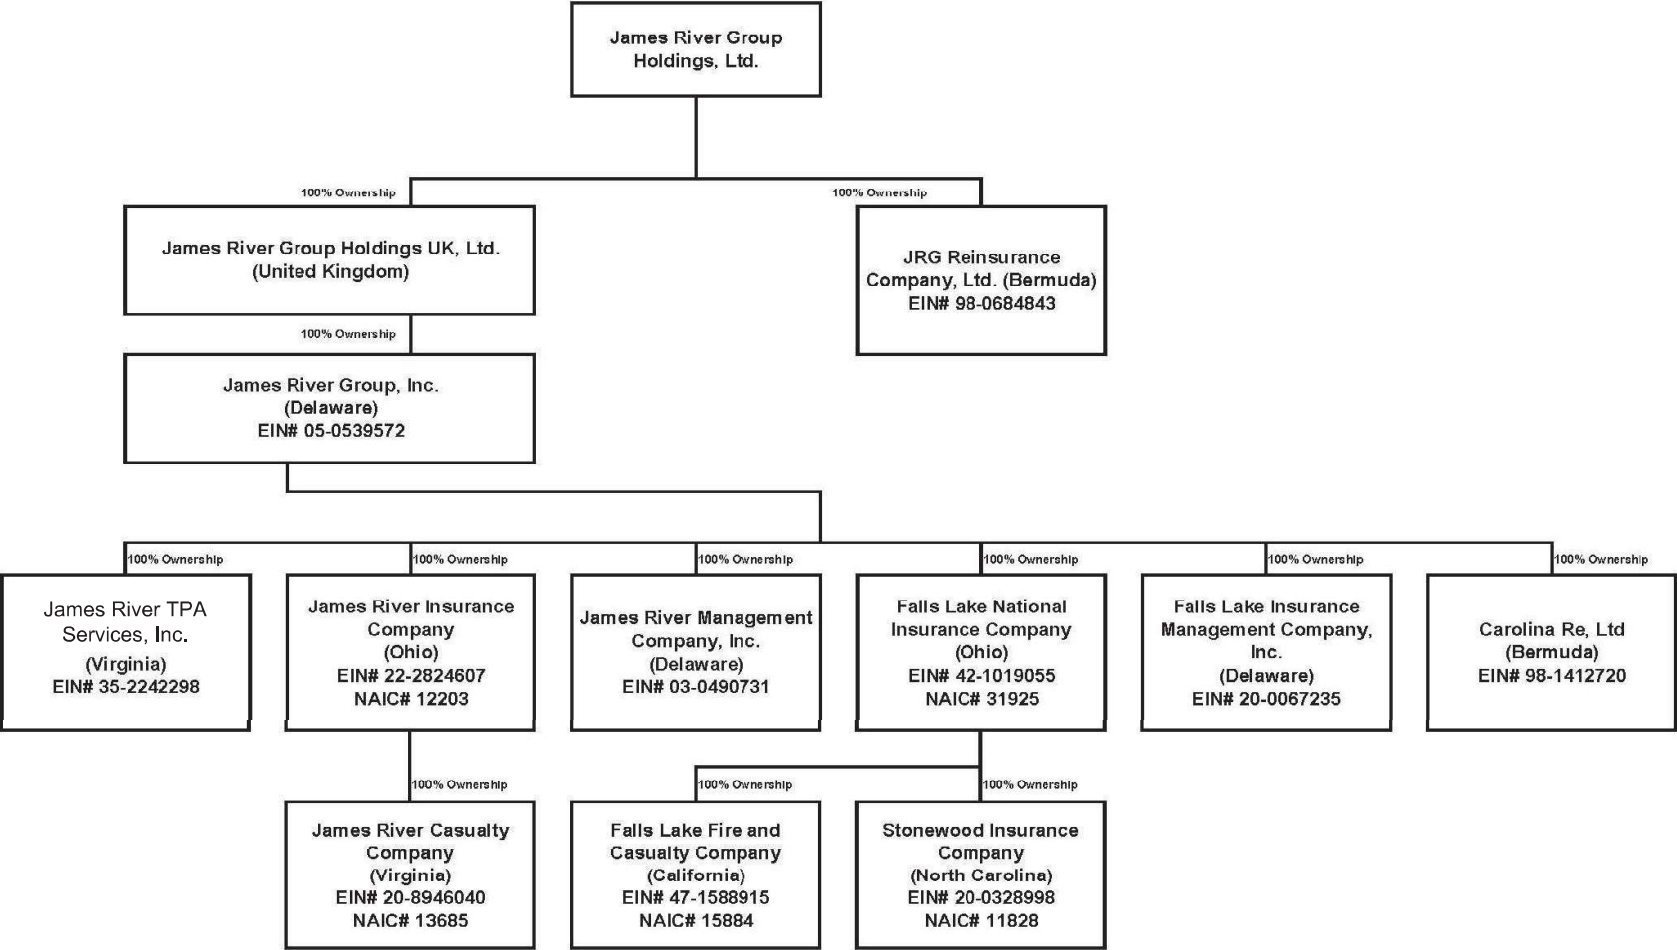 James River Group
Holdings, Ltd.
100% Ownership
100% Ownership
James River Group Holdings UK, Ltd.
(United Kingdom)
JRG Reinsurance
Company, Ltd. (Bermuda)
EIN# 98-0684843
100% Ownership
James River Group, Inc.
(Delaware)
EIN# 05-0539572
100% Ownership
100% Ownership
100% Ownership
100% Ownership
100% Ownership
100% Ownership
James River TPA
Services, Inc.
(Virginia)
EIN# 35-2242298
James River Insurance
Company
(Ohio)
EIN# 22-2824607
NAIC# 12203
James River Management
Company, Inc.
(Delaware)
EIN# 03-0490731
Falls Lake National
Insurance Company
(Ohio)
EIN# 42-1019055
NAIC# 31925
Falls Lake Insurance
Management Company,
Inc.
(Delaware)
EIN# 20-0067235
Carolina Re, Ltd
(Bermuda)
EIN# 98-1412720
100% Ownership
100% Ownership
100% Ownership
James River Casualty
Company
(Virginia)
EIN# 20-8946040
NAIC# 13685
Falls Lake Fire and
Casualty Company
(California)
EIN# 47-1588915
NAIC# 15884
Stonewood Insurance
Company
(North Carolina)
EIN# 20-0328998
NAIC# 11828